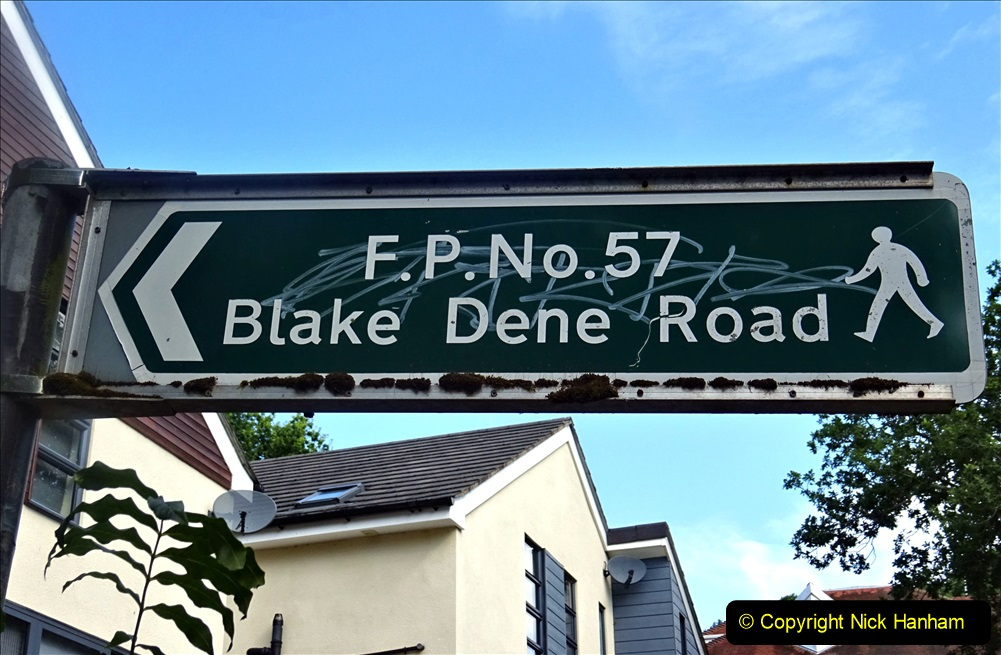 F.P.No.57
Blake Dene Road
© Copyright Nick Hanham